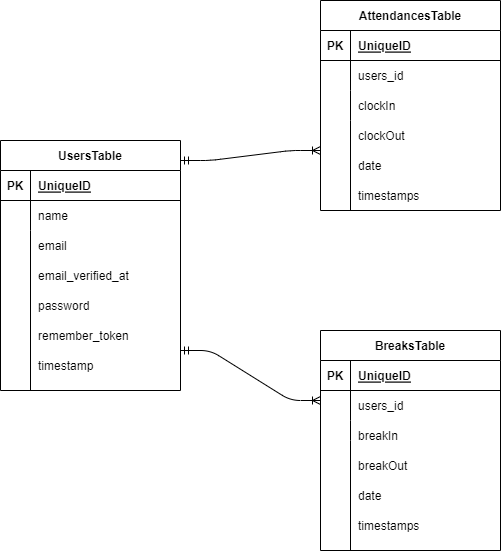 AttendancesTable
PK UniqueID
users_id
clockIn
clockOut
date
timestamps
UsersTable
PK UniqueID
name
email
email_verified_at
password
remember_token
timestamp
BreaksTable
PK UniqueID
users_id
breakIn
breakOut
date
timestamps